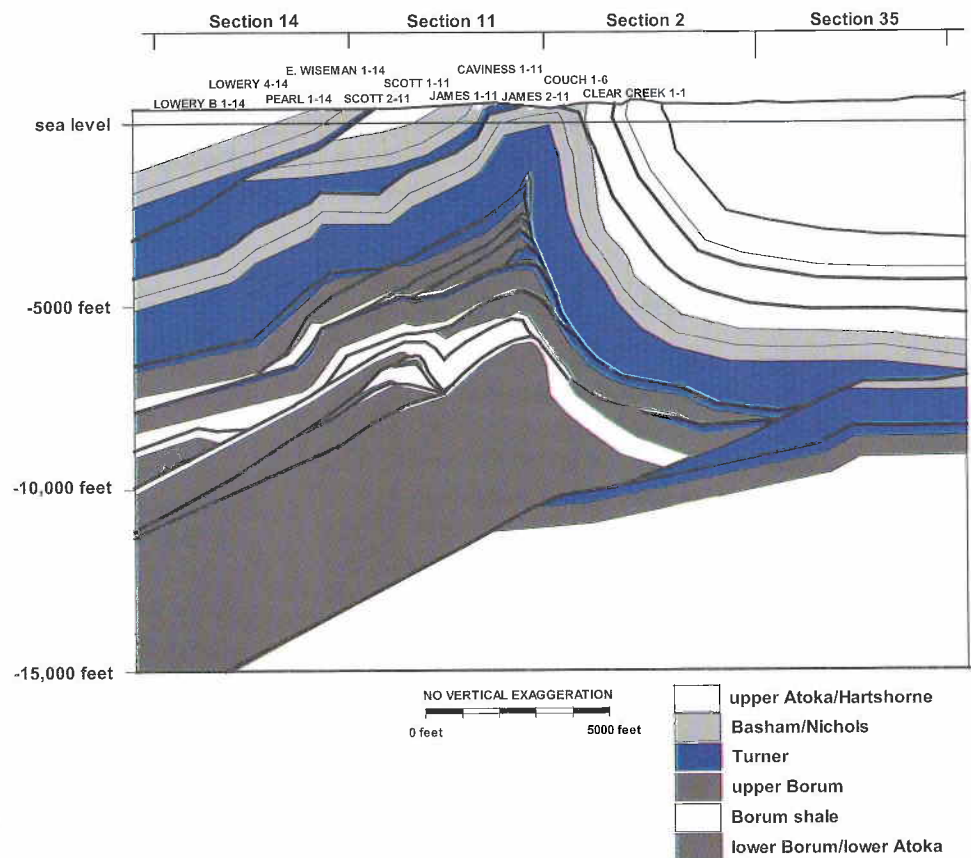 Section 14 Section 11 Section 2 Section 35
E. WISEMAN 1-14 CAVINESS 1-11
LOWERY 4-14 SCOTT 1-11 COUCH 1-6
LOWERY B 1-14 PEARL 1-14 SCOTT 2-11 JAMES 1-11 JAMES 2-11 CLEAR CREEK 1-1
sea level
-5000 feet
-10,000 feet
-15,000 feet
NO VERTICAL EXAGGERATION
0 feet 5000 feet
upper Atoka/Hartshorne
Basham/Nichols
Turner
upper Borum
Borum shale
lower Borum/lower Atoka